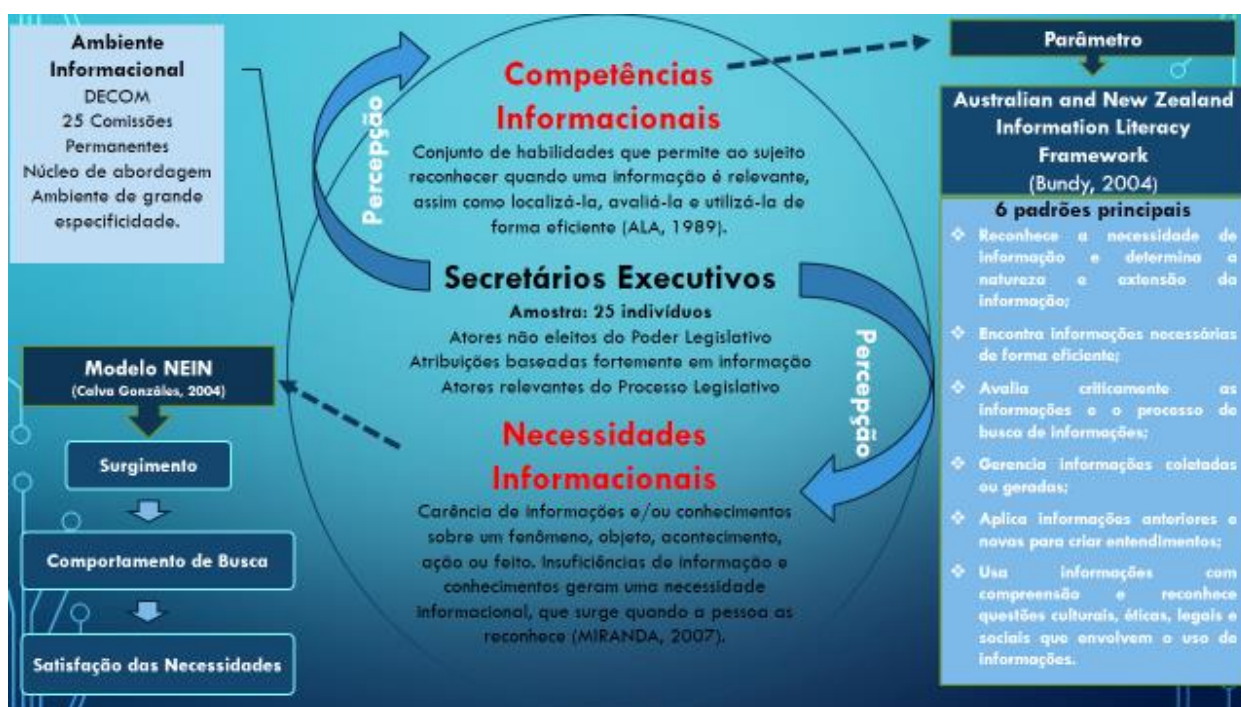 Ambiente
Informacional
DECOM
25 Comissões
Permanentes
Núcleo de abordagem
Ambiente de grande
especificidade.
Percepção
Competências
Informacionais
Conjunto de habilidades que permite ao sujeito
reconhecer quando uma informação é relevante,
assim como localizá-la, avaliá-la e utilizá-la de
forma eficiente (ALA, 1989).
Secretários Executivos
Amostra: 25 indivíduos
Atores não eleitos do Poder Legislativo
Atribuições baseadas fortemente em informação
Atores relevantes do Processo Legislativo
Percepção
Necessidades
Informacionais
Carência de informações e/ou conhecimentos
sobre um fenômeno, objeto, acontecimento,
ação ou feito. Insuficiências de informação e
conhecimentos geram uma necessidade
informacional, que surge quando a pessoa as
reconhece (MIRANDA, 2007).
Modelo NEIN
(Calva Gonzáles, 2004)
Surgimento
Comportamento de Busca
Satisfação das Necessidades
Parâmetro
Australian and New Zealand
Information Literacy
Framework
(Bundy, 2004)
6 padrões principais
❖ Reconhece a necessidade de
informação e determina a
natureza e extensão da
informação;
❖ Encontra informações necessárias
de forma eficiente;
❖ Avalia criticamente as
informações e o processo de
busca de informações;
❖ Gerencia informações coletadas
ou geradas;
❖ Aplica informações anteriores e
novas para criar entendimentos;
❖ Usa informações com
compreensão e reconhece
questões culturais, éticas, legais e
sociais que envolvem o uso de
informações.